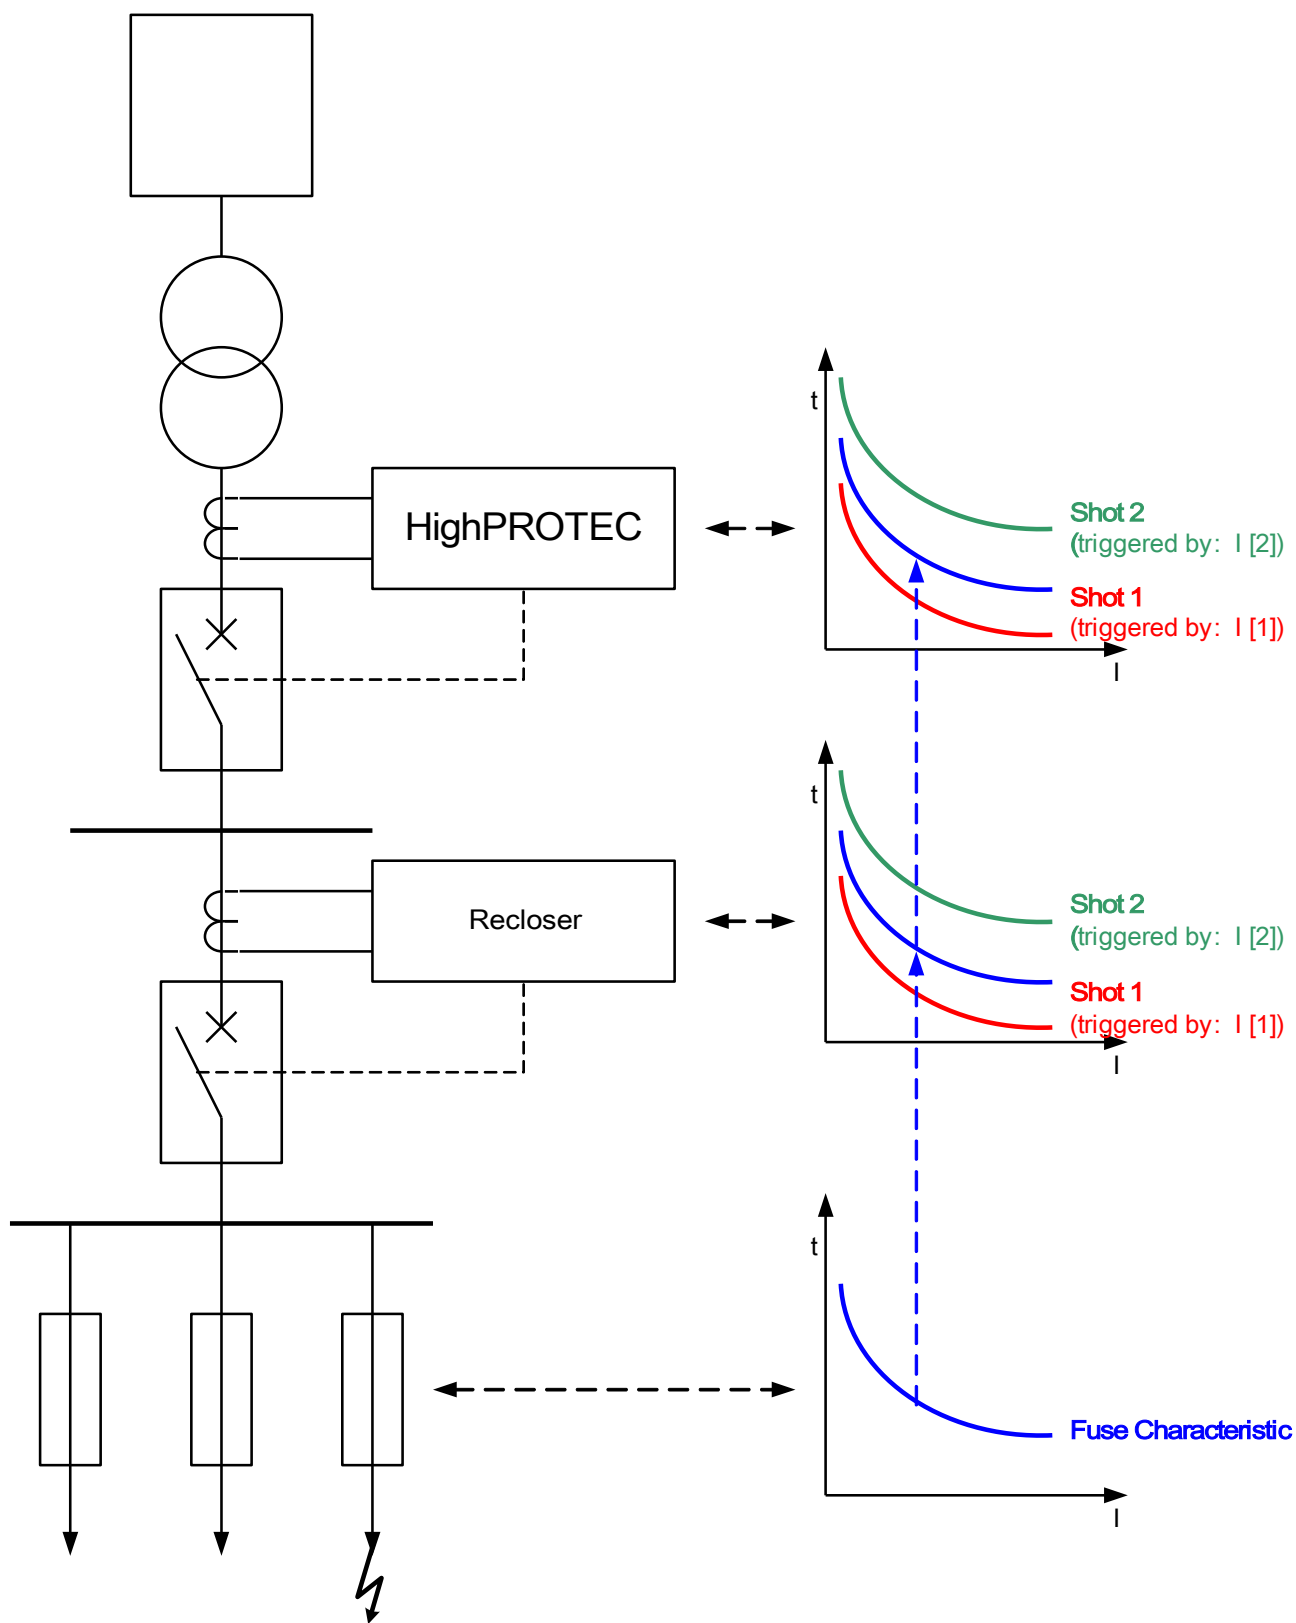 t
HighPROTEC
Shot 2
(triggered by: I [2])
Shot 1
(triggered by: I [1])
I
t
Recloser
Shot 2
(triggered by: I [2])
Shot 1
(triggered by: I [1])
I
t
Fuse Characteristic
I